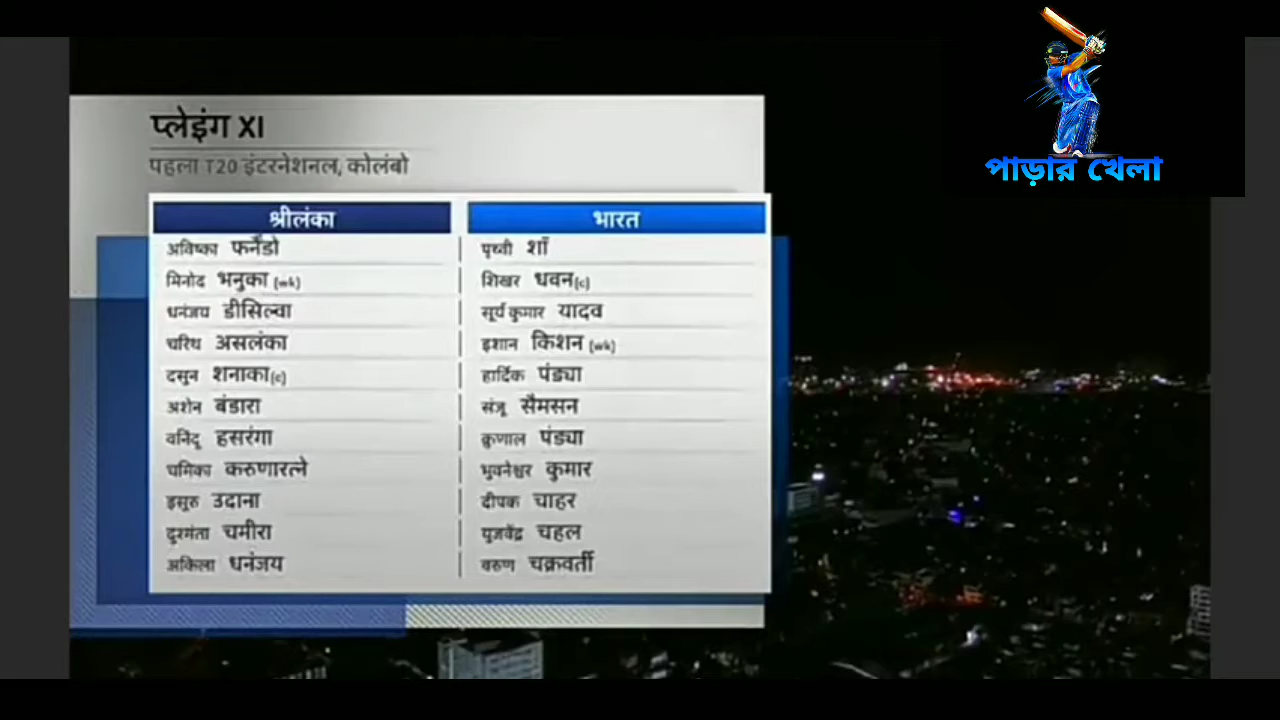 प्लेइंग XI
पहला T20 इंटरनेशनल, कोलंबो
श्रीलंका भारत
अविष्का फर्नेंडो पृथ्वी शॉ
मिनोद भनुका (wk) शिखर धवन(c)
धनंजय डीसिल्वा सूर्य कुमार यादव
चरिथ असलंका इशान किशन (wk)
दसुन शनाका(c) हार्दिक पंड्या
अशेन बंडारा संजू सैमसन
वनिंदू हसरंगा क्रुणाल पंड्या
चमिका करुणारत्ने भुवनेश्वर कुमार
इसुरु उदाना दीपक चाहर
दुश्मंता चमीरा युजवेंद्र चहल
अकिला धनंजय वरुण चक्रवर्ती
পাড়ার খেলা